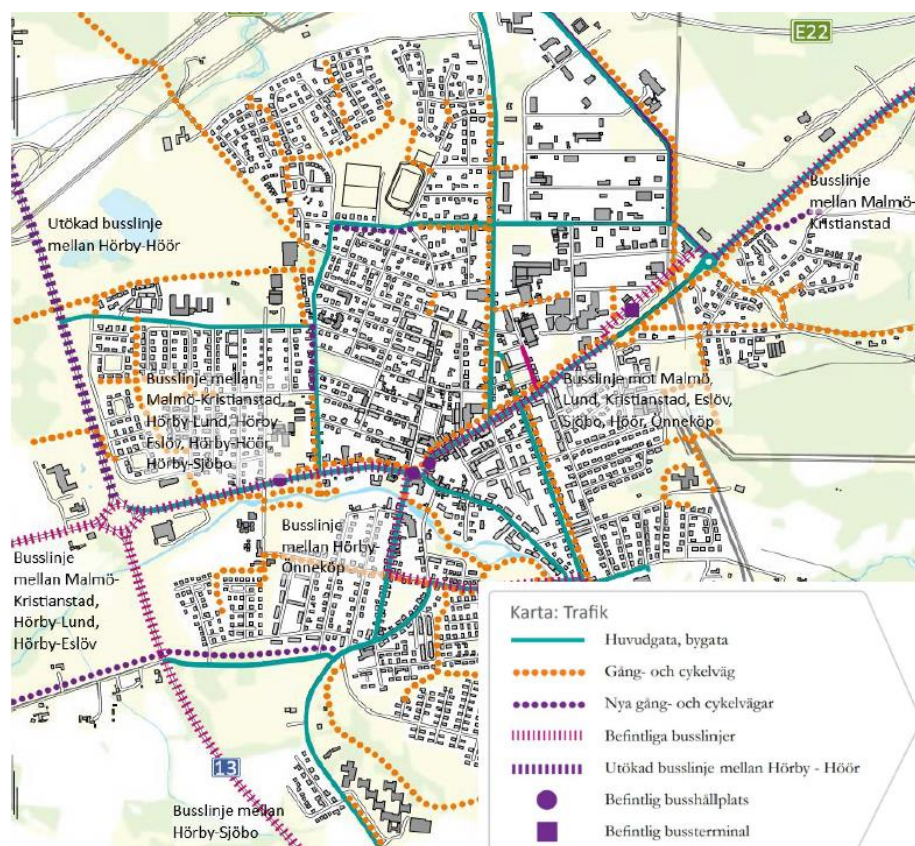 E22
Busslinje
mellan Malmö-
Kristianstad
Utökad busslinje
mellan Hörby-Höör
Busslinje mellan
Malmö-Kristianstad,
Hörby-Lund, Hörby-
Eslöv, Hörby-Höör,
Hörby-Sjöbo
Busslinje mot Malmö,
Lund, Kristianstad, Eslöv,
Sjöbo, Höör, Önneköp
Busslinje
mellan Hörby-
Önneköp
Busslinje
mellan Malmö-
Kristianstad,
Hörby-Lund,
Hörby-Eslöv
13
Busslinje mellan
Hörby-Sjöbo
Karta: Trafik
Huvudgata, bygata
Gång- och cykelväg
Nya gång- och cykelvägar
Befintliga busslinjer
Utökad busslinje mellan Hörby - Höör
Befintlig busshållplats
Befintlig bussterminal